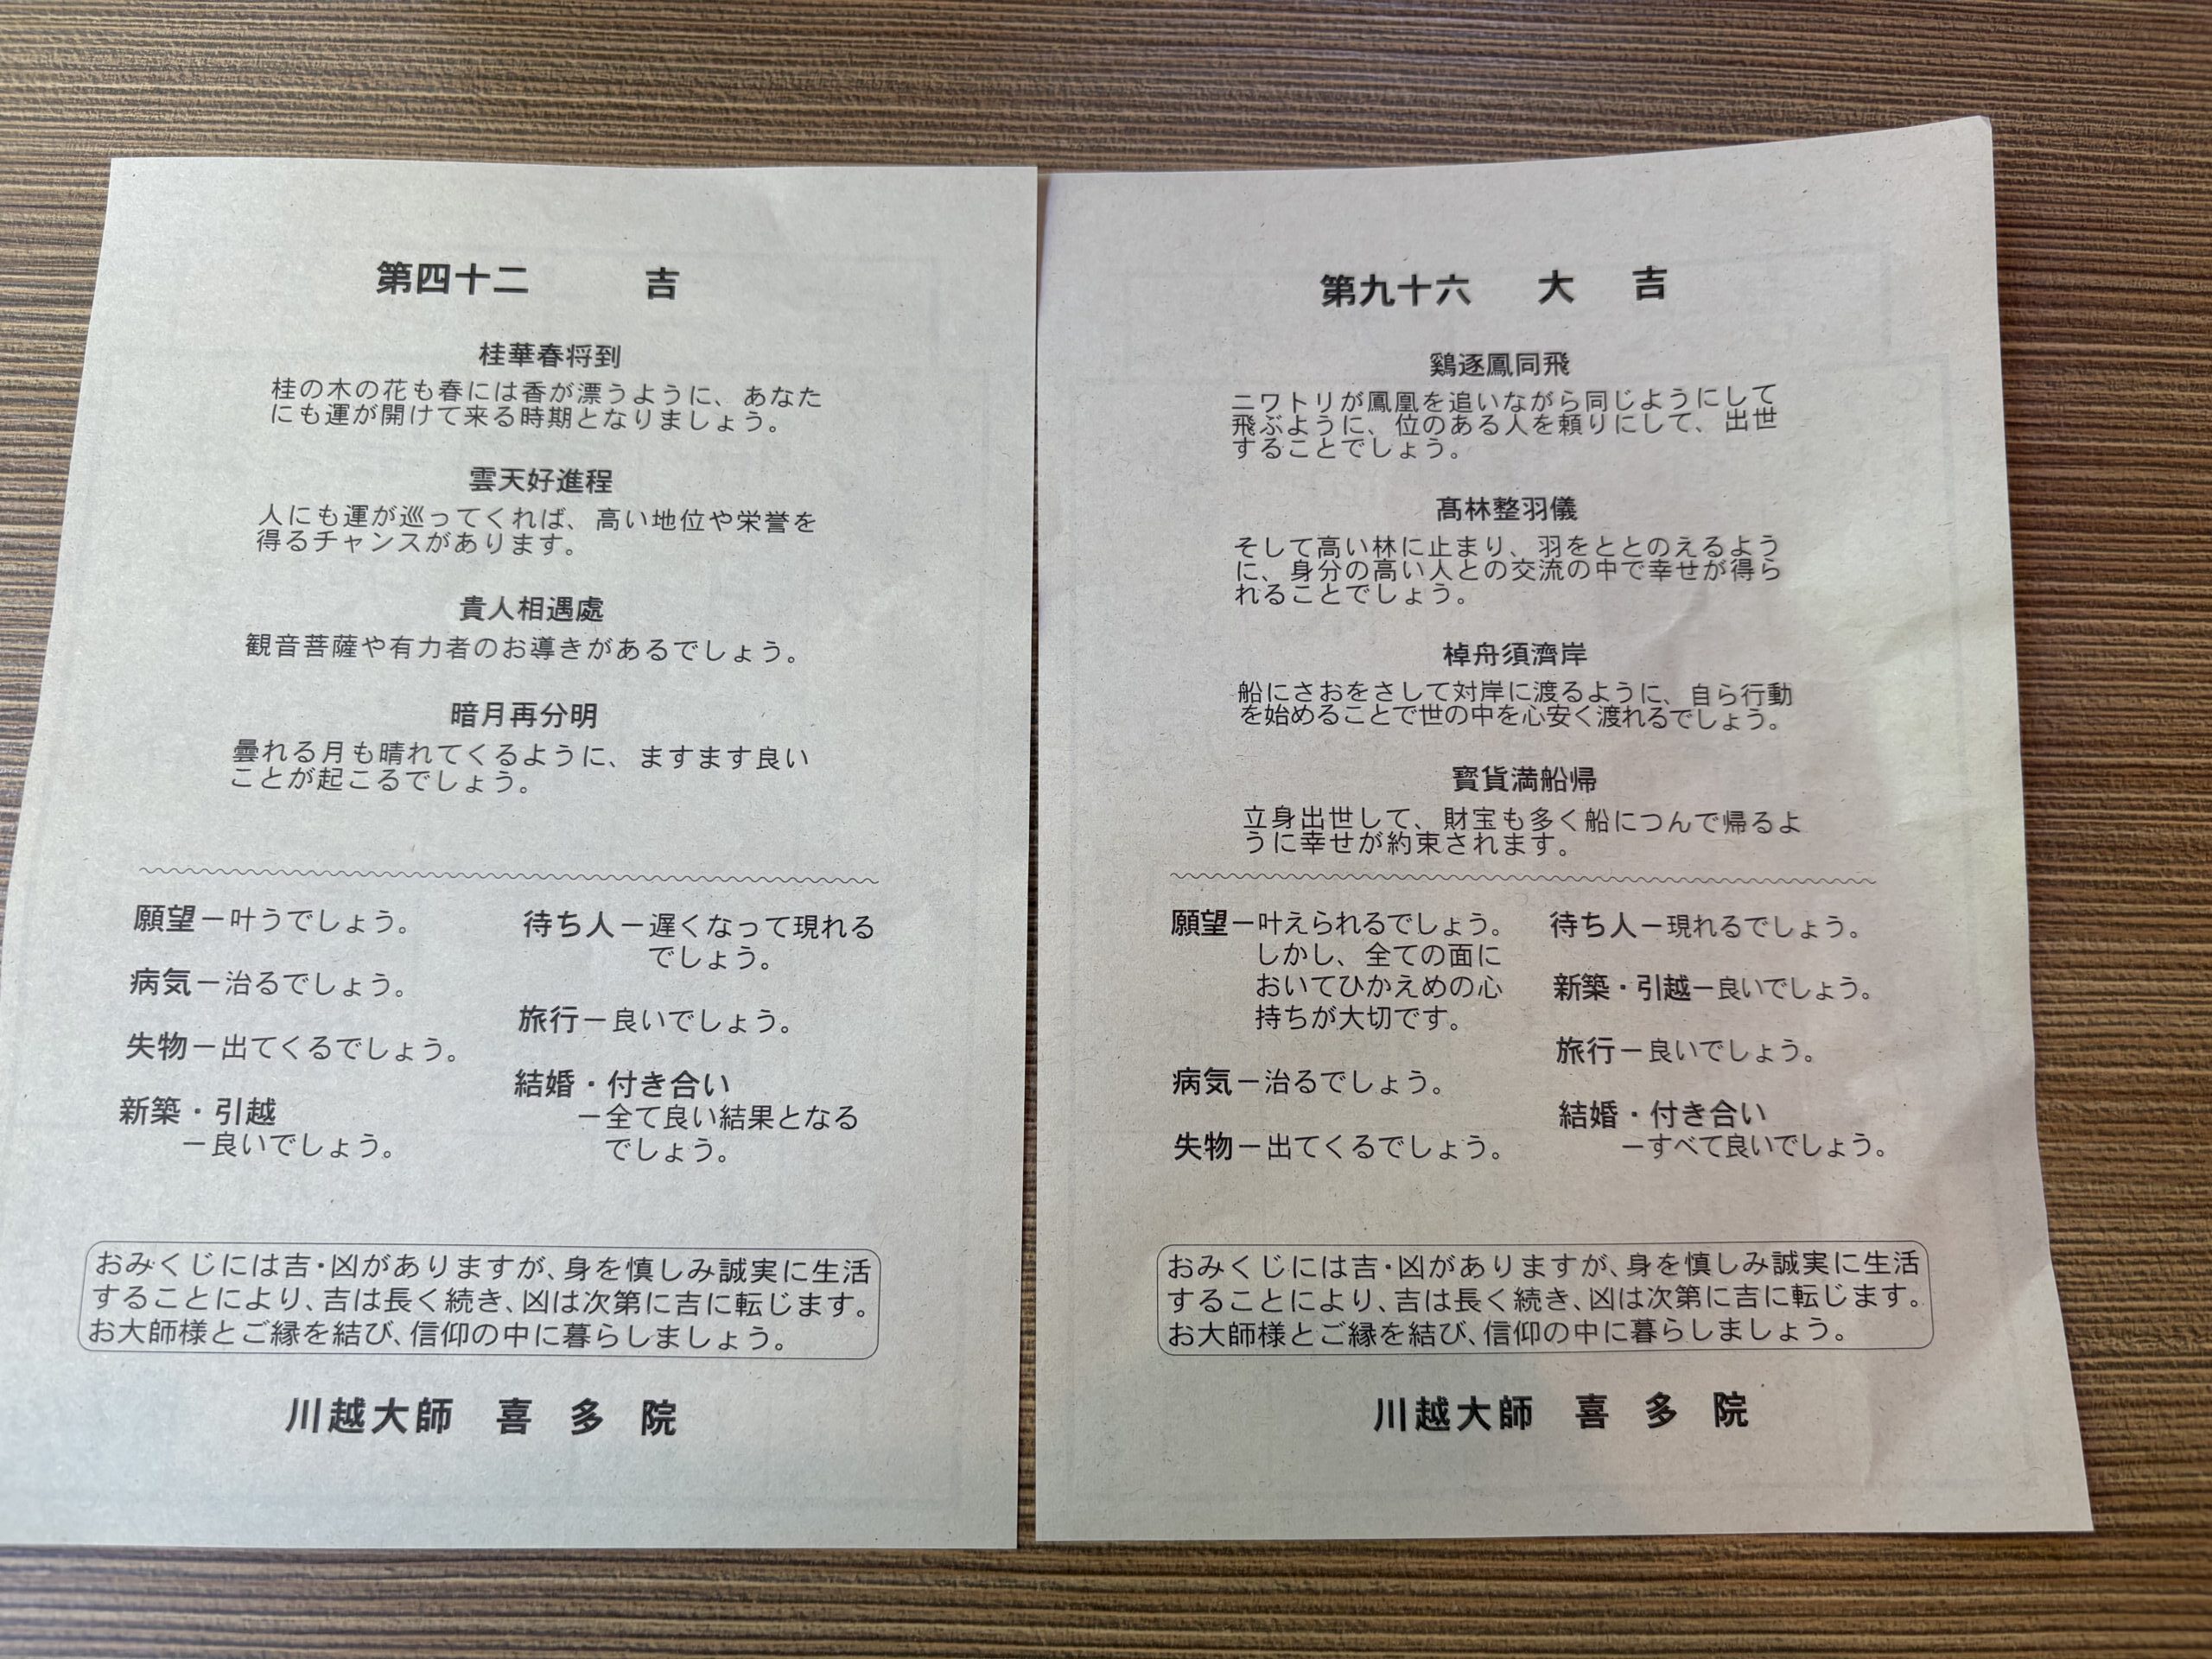 第四十二　吉
桂華春将到
桂の木の花も春には香が漂うように、あなた
にも運が開けて来る時期となりましょう。
雲天好進程
人にも運が巡ってくれば、高い地位や栄誉を
得るチャンスがあります。
貴人相遇處
観音菩薩や有力者のお導きがあるでしょう。
暗月再分明
曇れる月も晴れてくるように、ますます良い
ことが起こるでしょう。
願望－叶うでしょう。
病気－治るでしょう。
失物－出てくるでしょう。
新築・引越
－良いでしょう。
待ち人－遅くなって現れる
でしょう。
旅行－良いでしょう。
結婚・付き合い
－全て良い結果となる
でしょう。
おみくじには吉・凶がありますが、身を慎しみ誠実に生活
することにより、吉は長く続き、凶は次第に吉に転じます。
お大師様とご縁を結び、信仰の中に暮らしましょう。
川越大師　喜多院
第九十六　大吉
鷄逐鳳同飛
ニワトリが鳳凰を追いながら同じようにして
飛ぶように、位のある人を頼りにして、出世
することでしょう。
髙林整羽儀
そして高い林に止まり、羽をととのえるよう
に、身分の高い人との交流の中で幸せが得ら
れることでしょう。
棹舟須濟岸
船にさおをさして対岸に渡るように、自ら行動
を始めることで世の中を心安く渡れるでしょう。
寳貨満船帰
立身出世して、財宝も多く船につんで帰るよ
うに幸せが約束されます。
願望－叶えられるでしょう。
しかし、全ての面に
おいてひかえめの心
持ちが大切です。
病気－治るでしょう。
失物－出てくるでしょう。
待ち人－現れるでしょう。
新築・引越－良いでしょう。
旅行－良いでしょう。
結婚・付き合い
－すべて良いでしょう。
おみくじには吉・凶がありますが、身を慎しみ誠実に生活
することにより、吉は長く続き、凶は次第に吉に転じます。
お大師様とご縁を結び、信仰の中に暮らしましょう。
川越大師　喜多院